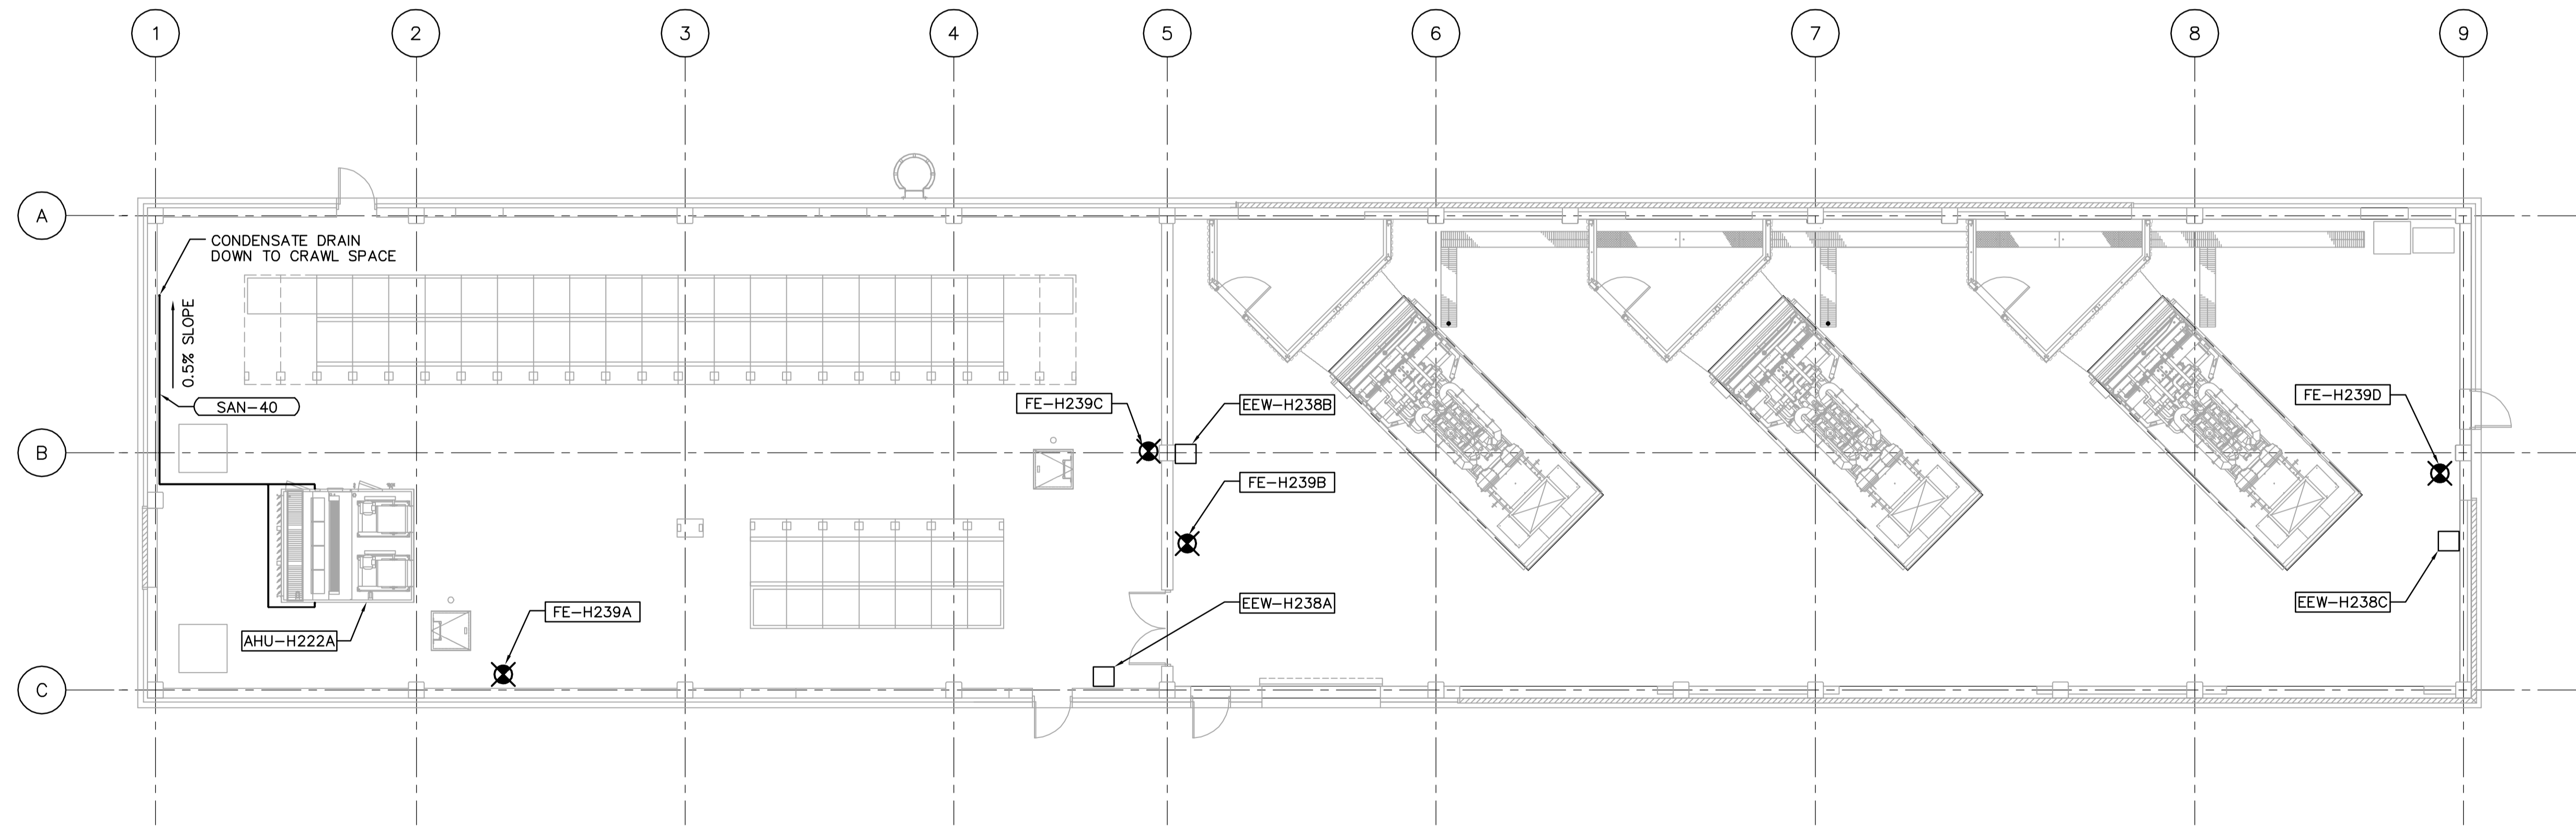 1
2
3
4
5
6
7
8
9
A
CONDENSATE DRAIN
DOWN TO CRAWL SPACE
0.5% SLOPE
SAN-40
FE-H239C
EEW-H238B
FE-H239D
B
FE-H239B
FE-H239A
EEW-H238A
EEW-H238C
AHU-H222A
C